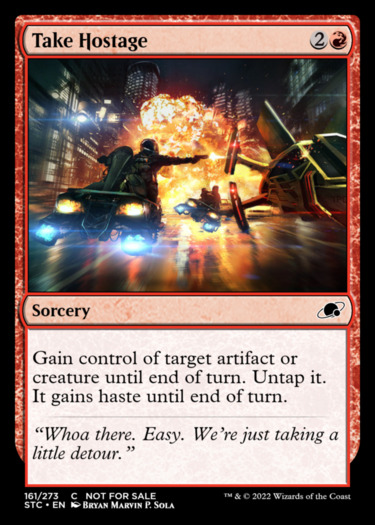 Take Hostage 2
Sorcery
Gain control of target artifact or
creature until end of turn. Untap it.
It gains haste until end of turn.
“Whoa there. Easy. We’re just taking a
little detour.”
161/273 C NOT FOR SALE
STC • EN Bryan Marvin P. Sola
™ & © 2022 Wizards of the Coast